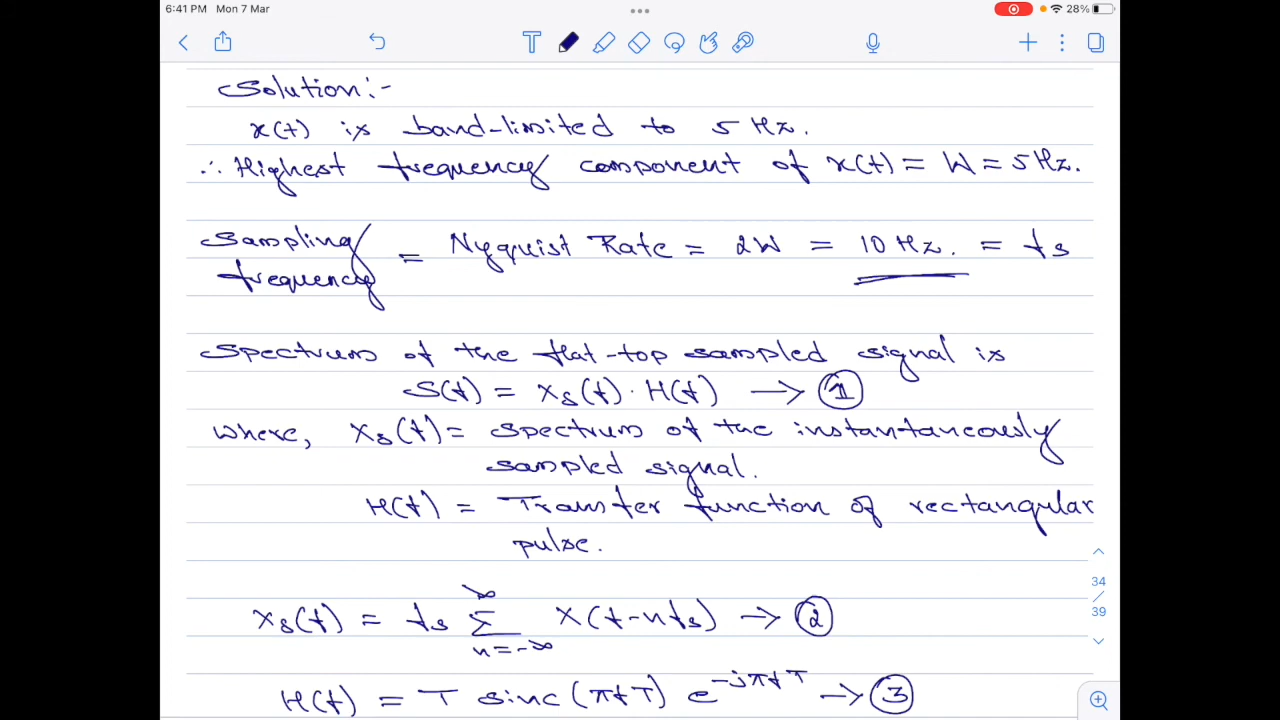 6:41 PM Mon 7 Mar
28%
Solution:-
x(t) is band-limited to 5 Hz.
∴ Highest frequency component of x(t) = W = 5 Hz.
Sampling frequency = Nyquist Rate = 2W = 10 Hz. = fs
Spectrum of the flat-top sampled signal is
S(f) = Xδ(f) · H(f) → ①
where, Xδ(f) = spectrum of the instantaneously
sampled signal.
H(f) = Transfer function of rectangular
pulse.
34
/
39
Xδ(f) = fs ∑_{n=-∞}^{∞} X(f-nfs) → ②
H(f) = T sinc(πfT) e^{-jπfT} → ③